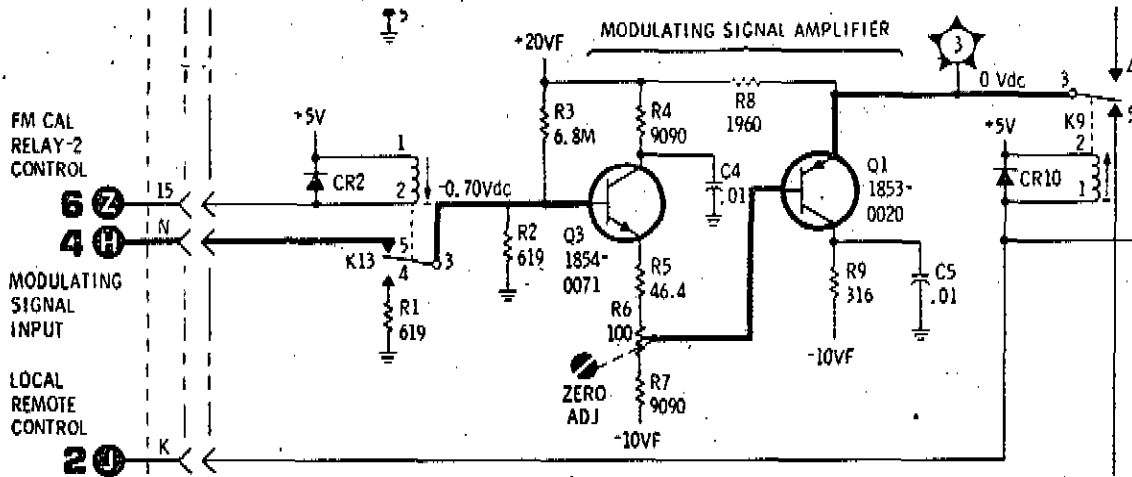 MODULATING SIGNAL AMPLIFIER
+20VF
3
0 Vdc
3
4
5
FM CAL
RELAY-2
CONTROL
+5V
1
CR2
2
R3
6.8M
R4
9090
R8
1960
K9
+5V
2
CR10
1
-0.70Vdc
C4
.01
Q1
1853-
0020
6 Z
15
4 H
N
K13
5
4
3
R2
619
Q3
1854-
0071
R5
46.4
R9
316
C5
.01
MODULATING
SIGNAL
INPUT
R1
619
R6
100
-10VF
ZERO
ADJ
R7
9090
-10VF
LOCAL
REMOTE
CONTROL
2
K